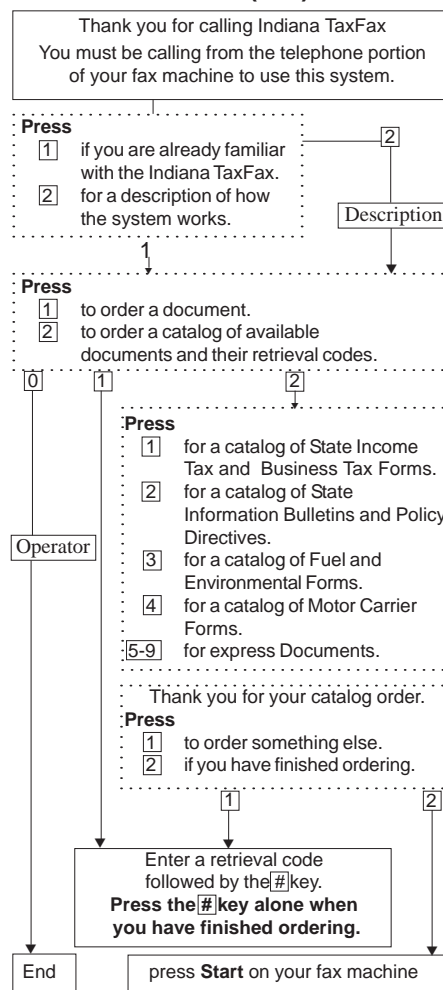 Thank you for calling Indiana TaxFax
You must be calling from the telephone portion
of your fax machine to use this system.
Press
1 if you are already familiar
with the Indiana TaxFax.
2 for a description of how
the system works.
2
Description
1
Press
1 to order a document.
2 to order a catalog of available
documents and their retrieval codes.
0 1 2
Press
1 for a catalog of State Income
Tax and Business Tax Forms.
2 for a catalog of State
Information Bulletins and Policy
Directives.
3 for a catalog of Fuel and
Environmental Forms.
4 for a catalog of Motor Carrier
Forms.
5-9 for express Documents.
Operator
Thank you for your catalog order.
Press
1 to order something else.
2 if you have finished ordering.
1 2
Enter a retrieval code
followed by the # key.
Press the # key alone when
you have finished ordering.
End
press Start on your fax machine